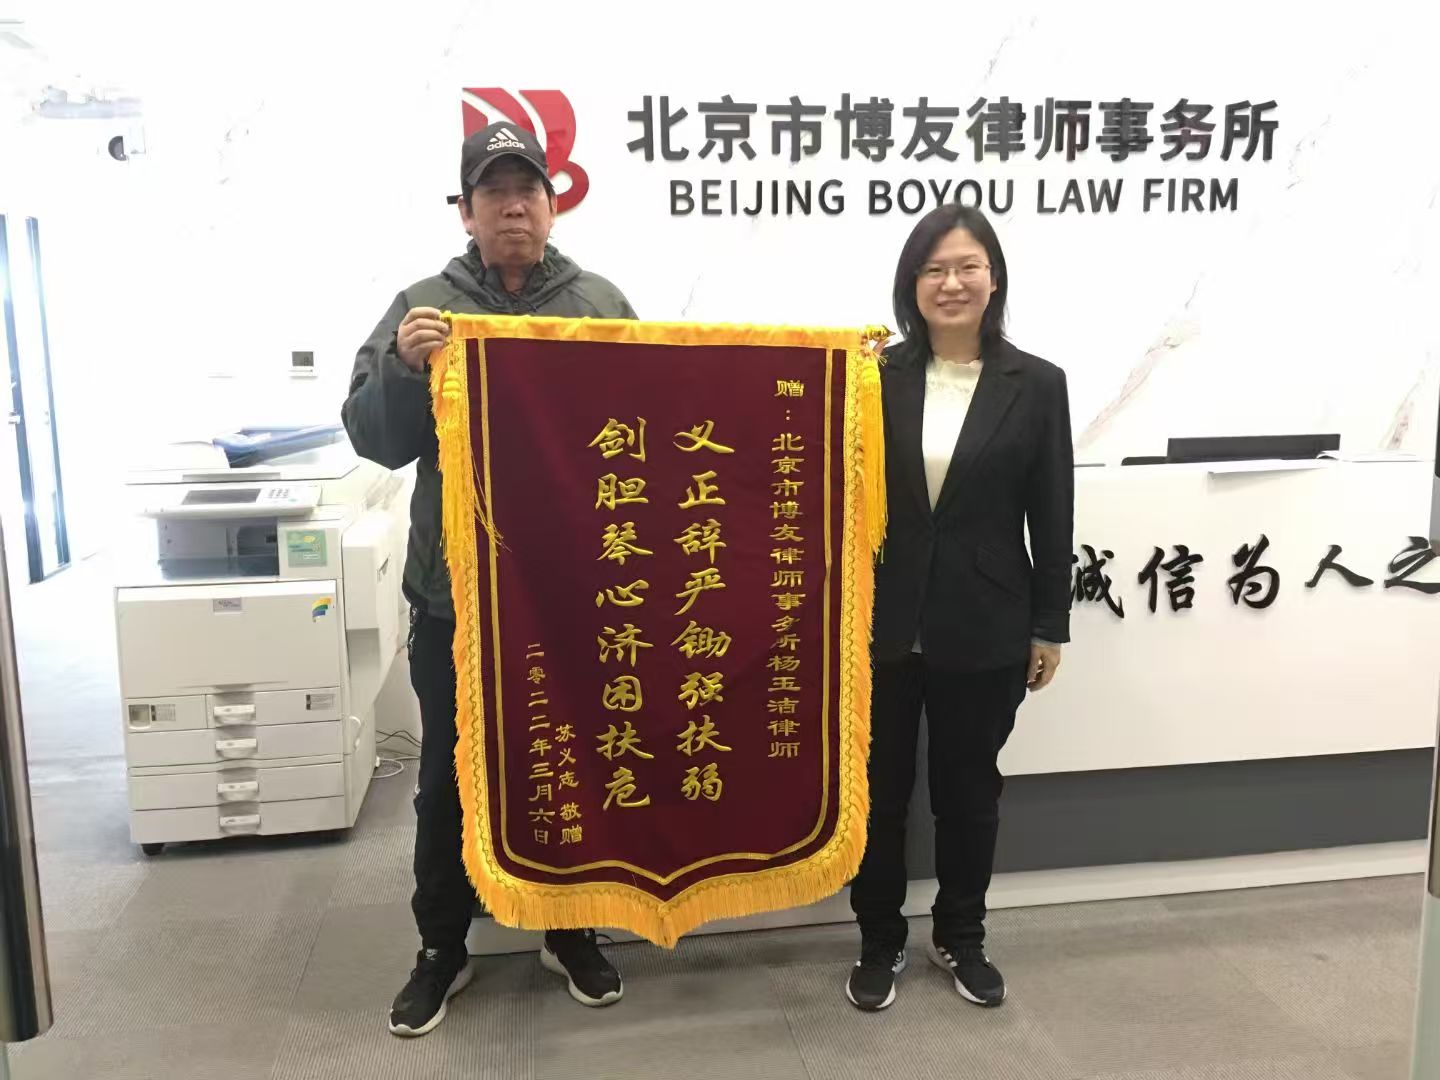 北京市博友律师事务所
BEIJING BOYOU LAW FIRM
adidas
赠：北京市博友律师事务所杨玉洁律师
义正辞严锄强扶弱
剑胆琴心济困扶危
苏义志 敬赠
二零二二年三月六日
诚信为人之